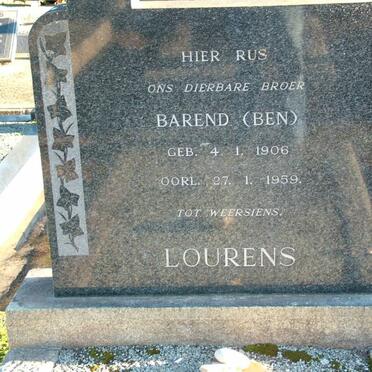 HIER RUS
ONS DIERBARE BROER
BAREND (BEN)
GEB. 4. 1. 1906
OORL. 27. 1. 1959.
TOT WEERSIENS.
LOURENS